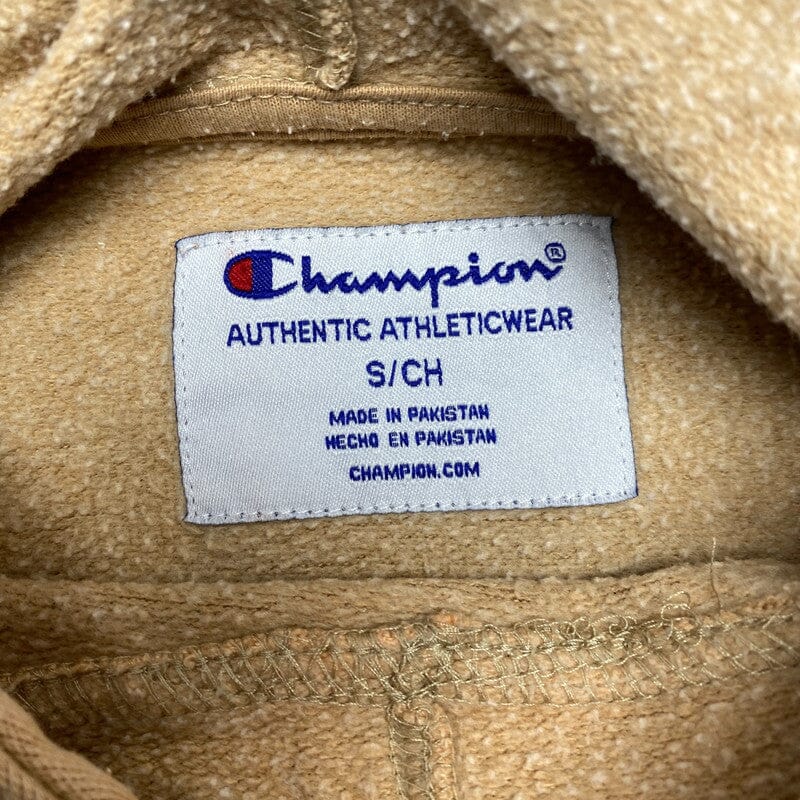 Champion®
AUTHENTIC ATHLETICWEAR
S/CH
MADE IN PAKISTAN
HECHO EN PAKISTAN
CHAMPION.COM